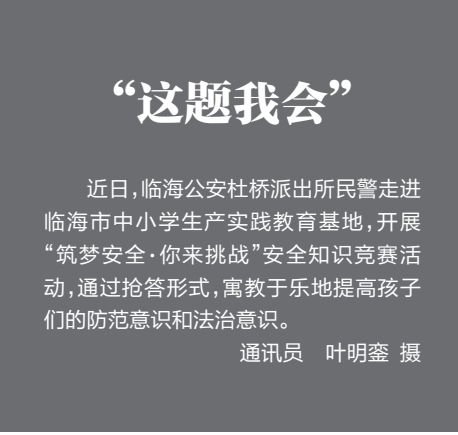 “这题我会”
近日，临海公安杜桥派出所民警走进
临海市中小学生产实践教育基地，开展
“筑梦安全·你来挑战”安全知识竞赛活
动，通过抢答形式，寓教于乐地提高孩子
们的防范意识和法治意识。
通讯员 叶明銮 摄